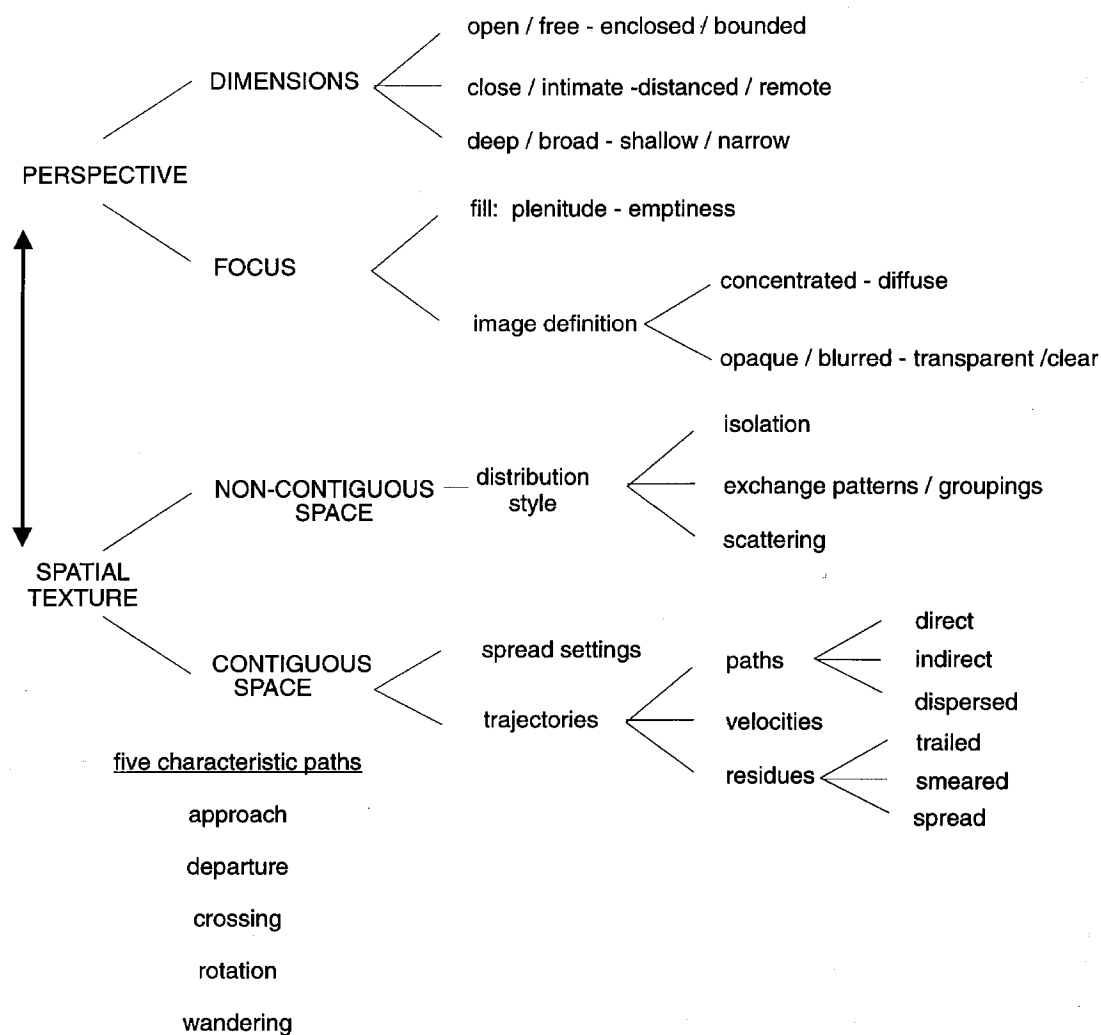 open / free - enclosed / bounded
DIMENSIONS
close / intimate -distanced / remote
deep / broad - shallow / narrow
PERSPECTIVE
fill: plenitude - emptiness
FOCUS
concentrated - diffuse
image definition
opaque / blurred - transparent /clear
isolation
NON-CONTIGUOUS
SPACE
distribution
style
exchange patterns / groupings
scattering
SPATIAL
TEXTURE
direct
spread settings
paths
indirect
CONTIGUOUS
SPACE
dispersed
trajectories
velocities
trailed
five characteristic paths
residues
smeared
spread
approach
departure
crossing
rotation
wandering